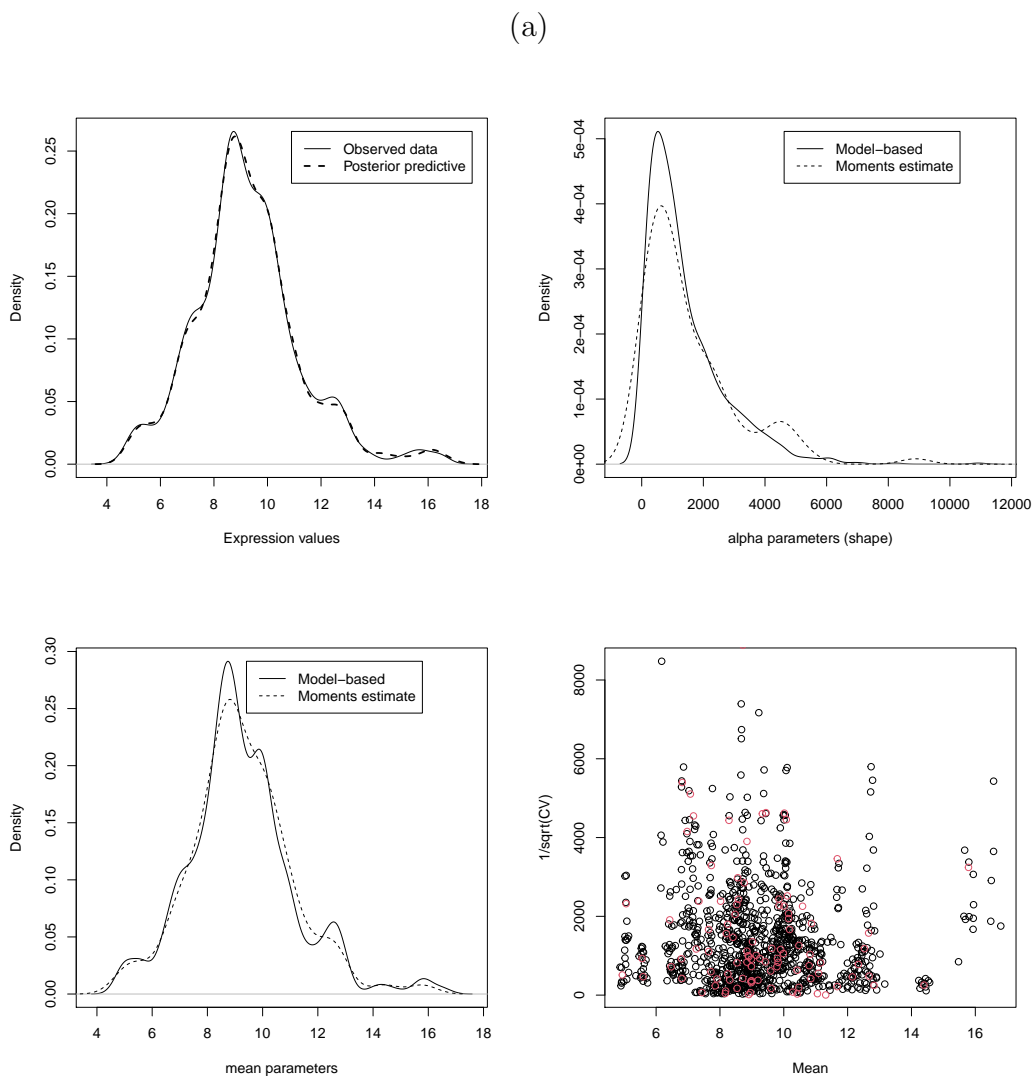 (a)
Observed data
Posterior predictive
Density
0.00 0.05 0.10 0.15 0.20 0.25
4 6 8 10 12 14 16 18
Expression values
Model−based
Moments estimate
Density
0e+00 1e−04 2e−04 3e−04 4e−04 5e−04
0 2000 4000 6000 8000 10000 12000
alpha parameters (shape)
Model−based
Moments estimate
Density
0.00 0.05 0.10 0.15 0.20 0.25 0.30
4 6 8 10 12 14 16 18
mean parameters
1/sqrt(CV)
0 2000 4000 6000 8000
6 8 10 12 14 16
Mean